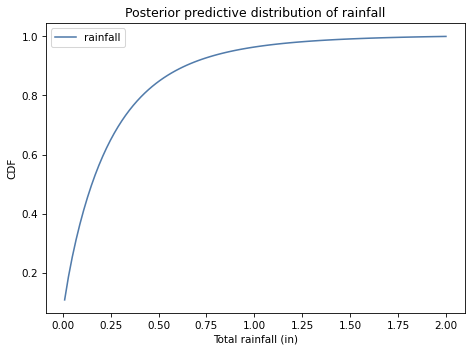 Posterior predictive distribution of rainfall
rainfall
CDF
1.0
0.8
0.6
0.4
0.2
0.00 0.25 0.50 0.75 1.00 1.25 1.50 1.75 2.00
Total rainfall (in)